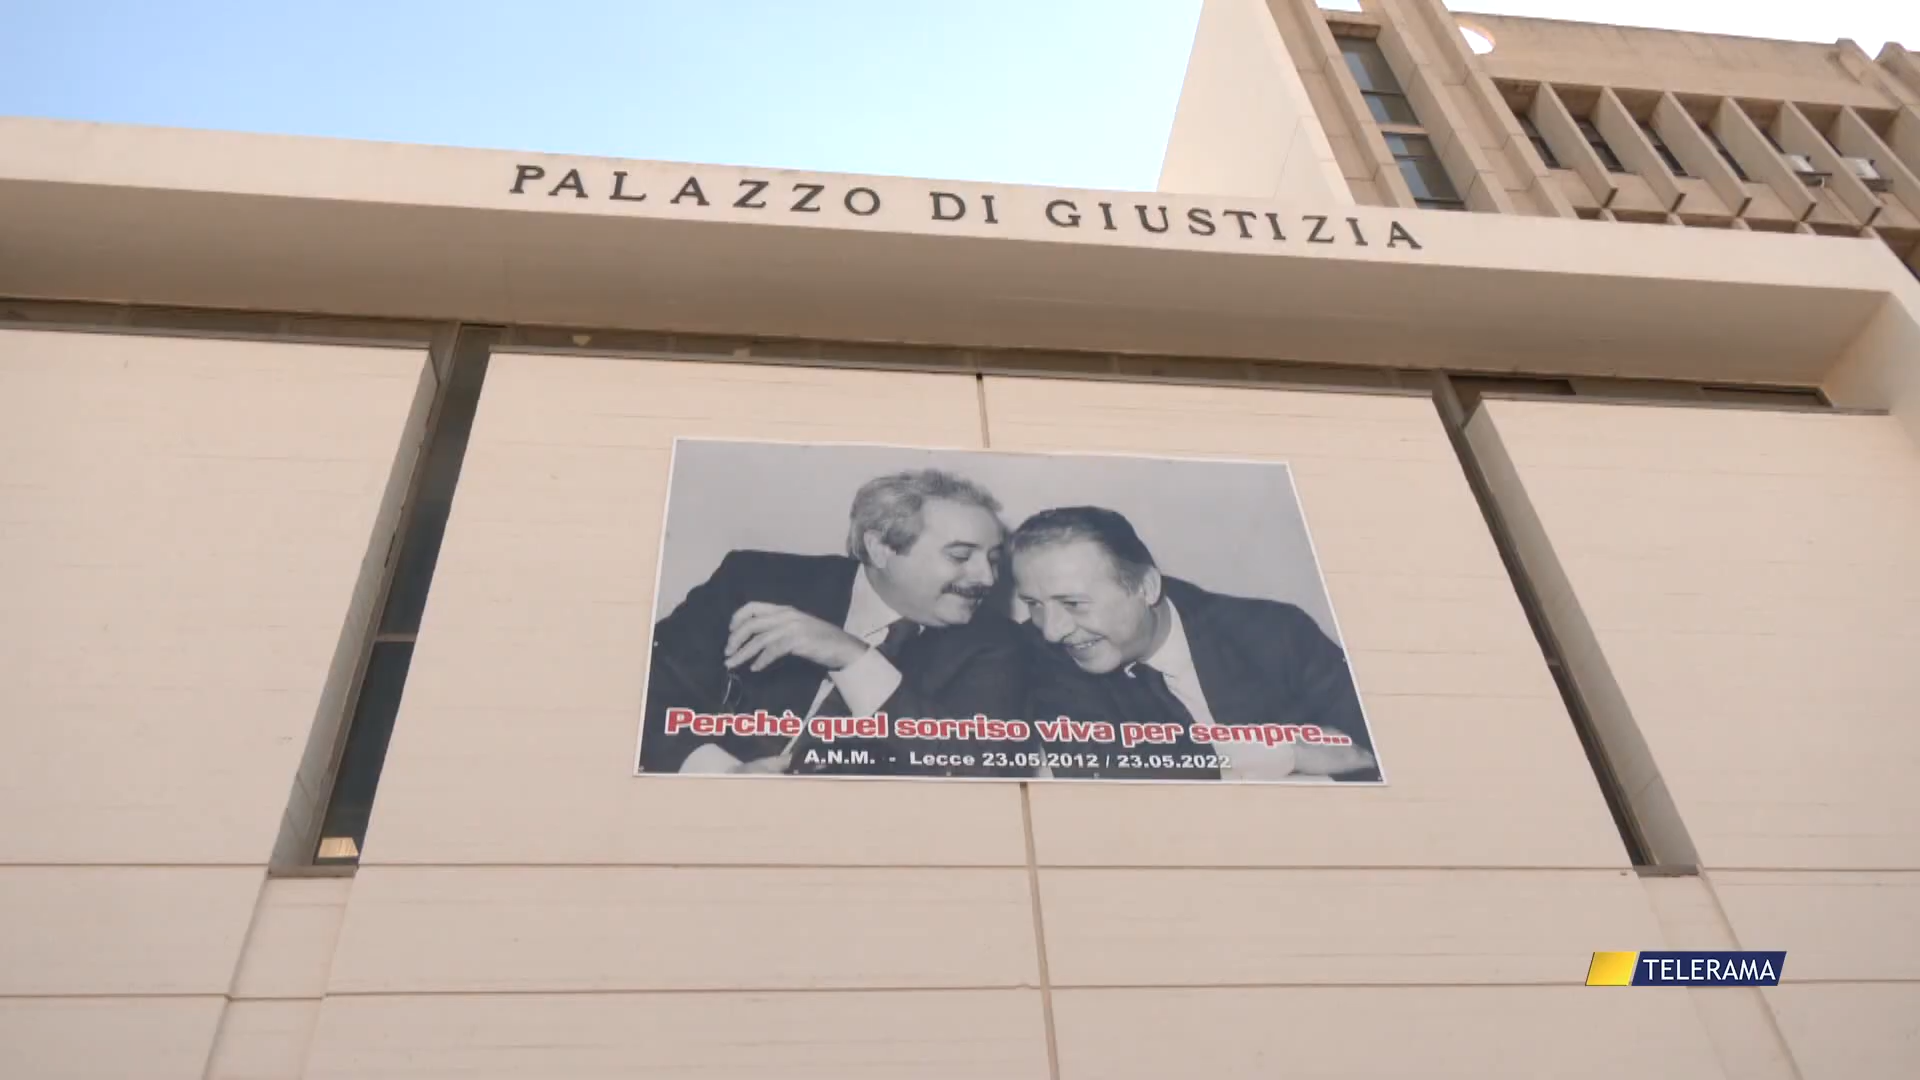 PALAZZO DI GIUSTIZIA
Perchè quel sorriso viva per sempre...
A.N.M. - Lecce 23.05.2012 / 23.05.2022
TELERAMA